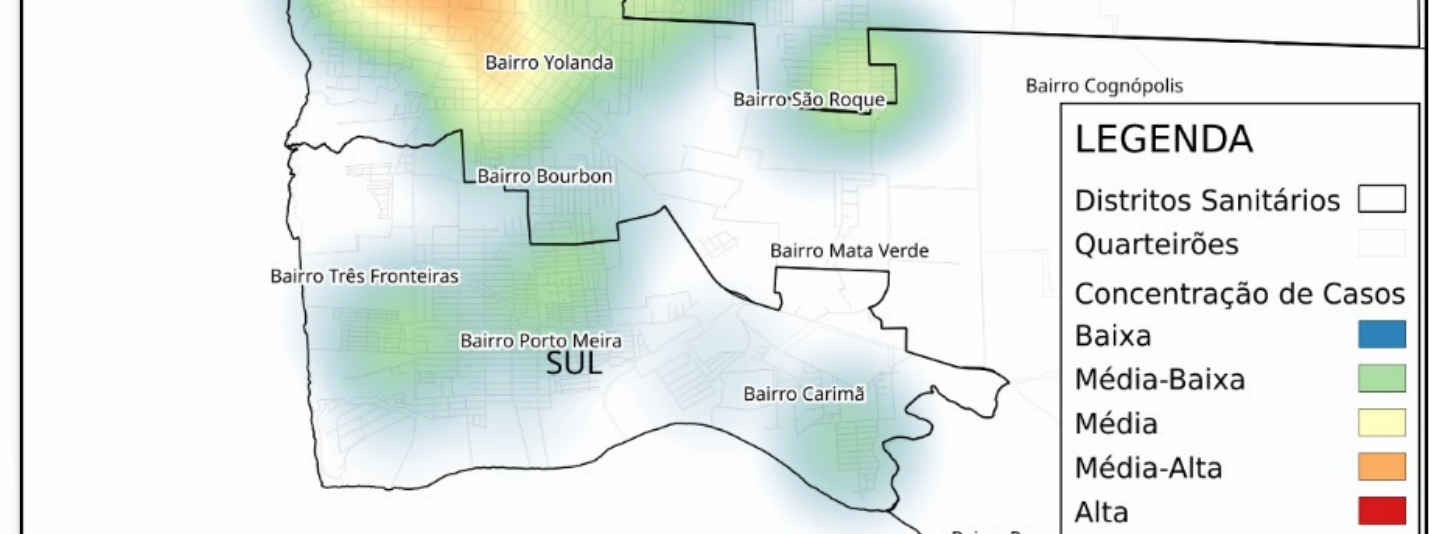 Bairro Yolanda
Bairro São Roque
Bairro Cognópolis
Bairro Bourbon
Bairro Mata Verde
Bairro Três Fronteiras
Bairro Porto Meira
SUL
Bairro Carimã
LEGENDA
Distritos Sanitários
Quarteirões
Concentração de Casos
Baixa
Média-Baixa
Média
Média-Alta
Alta